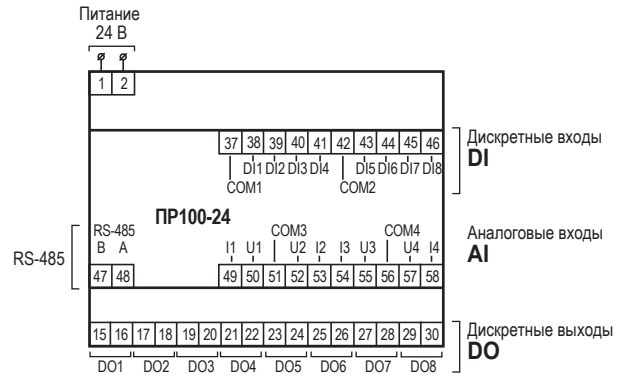 Питание
24 В
1 2
37 38 39 40 41 42 43 44 45 46
Дискретные входы
DI
DI1 DI2 DI3 DI4 DI5 DI6 DI7 DI8
COM1 COM2
ПР100-24
RS-485
RS-485
B A
COM3 COM4
I1 U1 U2 I2 I3 U3 U4 I4
Аналоговые входы
AI
47 48 49 50 51 52 53 54 55 56 57 58
15 16 17 18 19 20 21 22 23 24 25 26 27 28 29 30
Дискретные выходы
DO
DO1 DO2 DO3 DO4 DO5 DO6 DO7 DO8